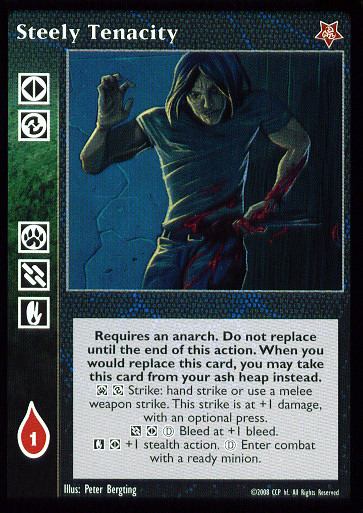 Steely Tenacity
Requires an anarch. Do not replace
until the end of this action. When you
would replace this card, you may take
this card from your ash heap instead.
Strike: hand strike or use a melee
weapon strike. This strike is at +1 damage,
with an optional press.
Ⓓ Bleed at +1 bleed.
+1 stealth action. Ⓓ Enter combat
with a ready minion.
1
Illus: Peter Bergting
©2008 CCP hf. All Rights Reserved